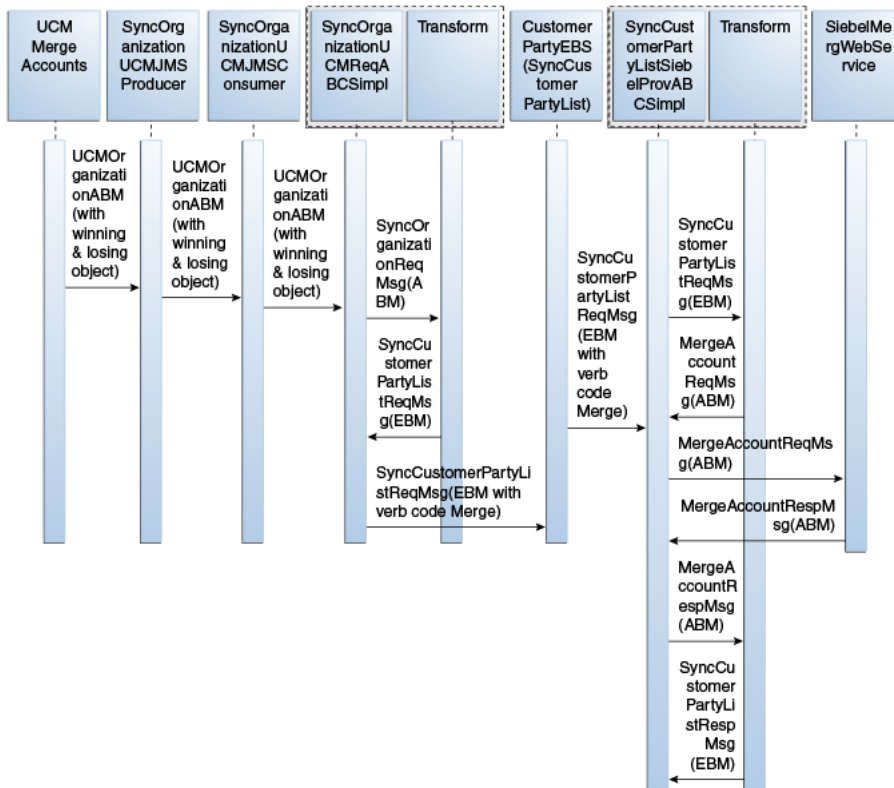 UCM
Merge
Accounts
SyncOrg
anization
UCMJMS
Producer
SyncOrga
nizationU
CMJMSC
onsumer
SyncOrga
nizationU
CMReqA
BCSimpl
Transform
Customer
PartyEBS
(SyncCus
tomer
PartyList)
SyncCust
omerPart
yListSieb
elProvAB
CSimpl
Transform
SiebelMe
rgWebSe
rvice
UCMOr
ganizati
onABM
(with
winning
& losing
object)
UCMOr
ganizati
onABM
(with
winning
& losing
object)
UCMOr
ganizati
onABM
(with
winning
& losing
object)
SyncOr
ganizati
onReq
Msg(A
BM)
SyncCu
stomer
PartyLis
tReqMs
g(EBM)
SyncCustomerPartyLi
stReqMsg(EBM with
verb code Merge)
SyncCu
stomerP
artyList
ReqMsg
(EBM
with
verb
code
Merge)
SyncCu
stomer
PartyLis
tReqMs
g(EBM)
MergeA
ccount
ReqMs
g(ABM)
MergeAccountReqMs
g(ABM)
MergeAccountRespM
sg(ABM)
MergeA
ccountR
espMsg
(ABM)
SyncCu
stomer
PartyLi
stResp
Msg
(EBM)